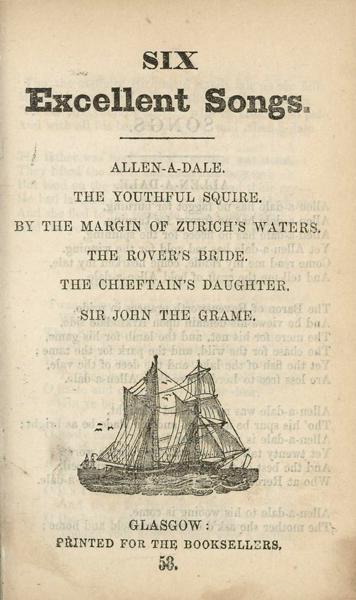 SIX
Excellent Songs.
ALLEN-A-DALE.
THE YOUTHFUL SQUIRE.
BY THE MARGIN OF ZURICH'S WATERS.
THE ROVER'S BRIDE.
THE CHIEFTAIN'S DAUGHTER.
SIR JOHN THE GRAME.
GLASGOW:
PRINTED FOR THE BOOKSELLERS.
58.